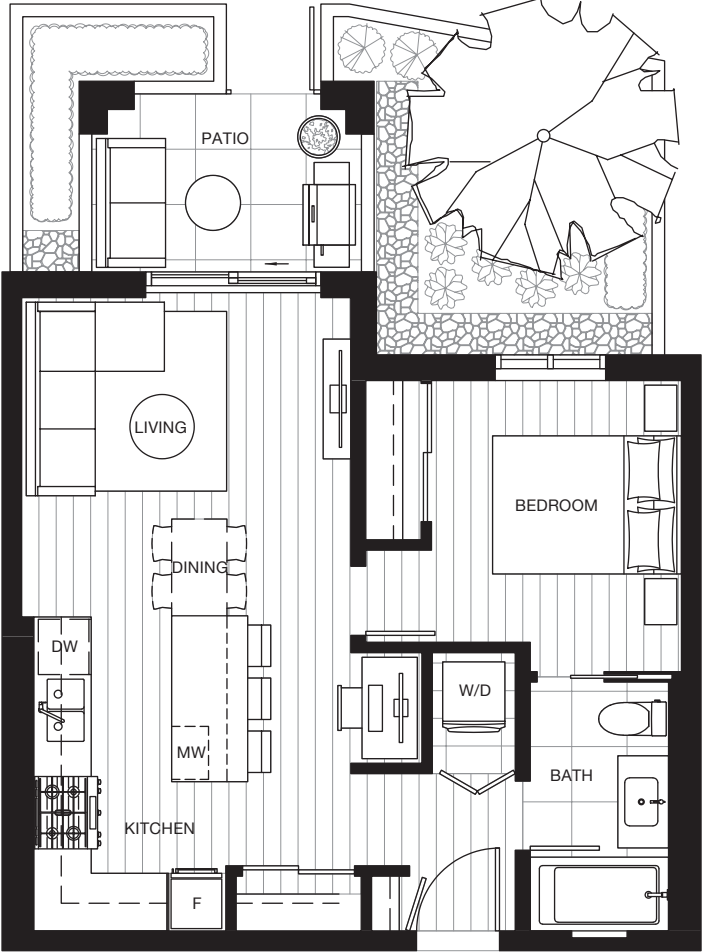 PATIO
LIVING
BEDROOM
DINING
DW
W/D
MW
BATH
KITCHEN
F